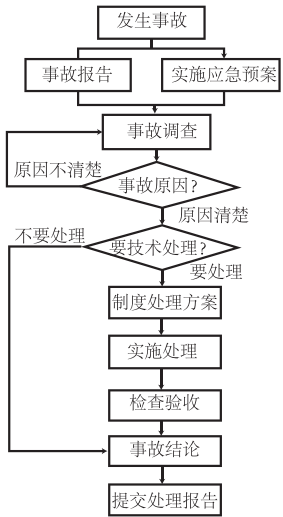 发生事故
事故报告
实施应急预案
事故调查
原因不清楚
事故原因?
原因清楚
不要处理
要技术处理?
要处理
制度处理方案
实施处理
检查验收
事故结论
提交处理报告